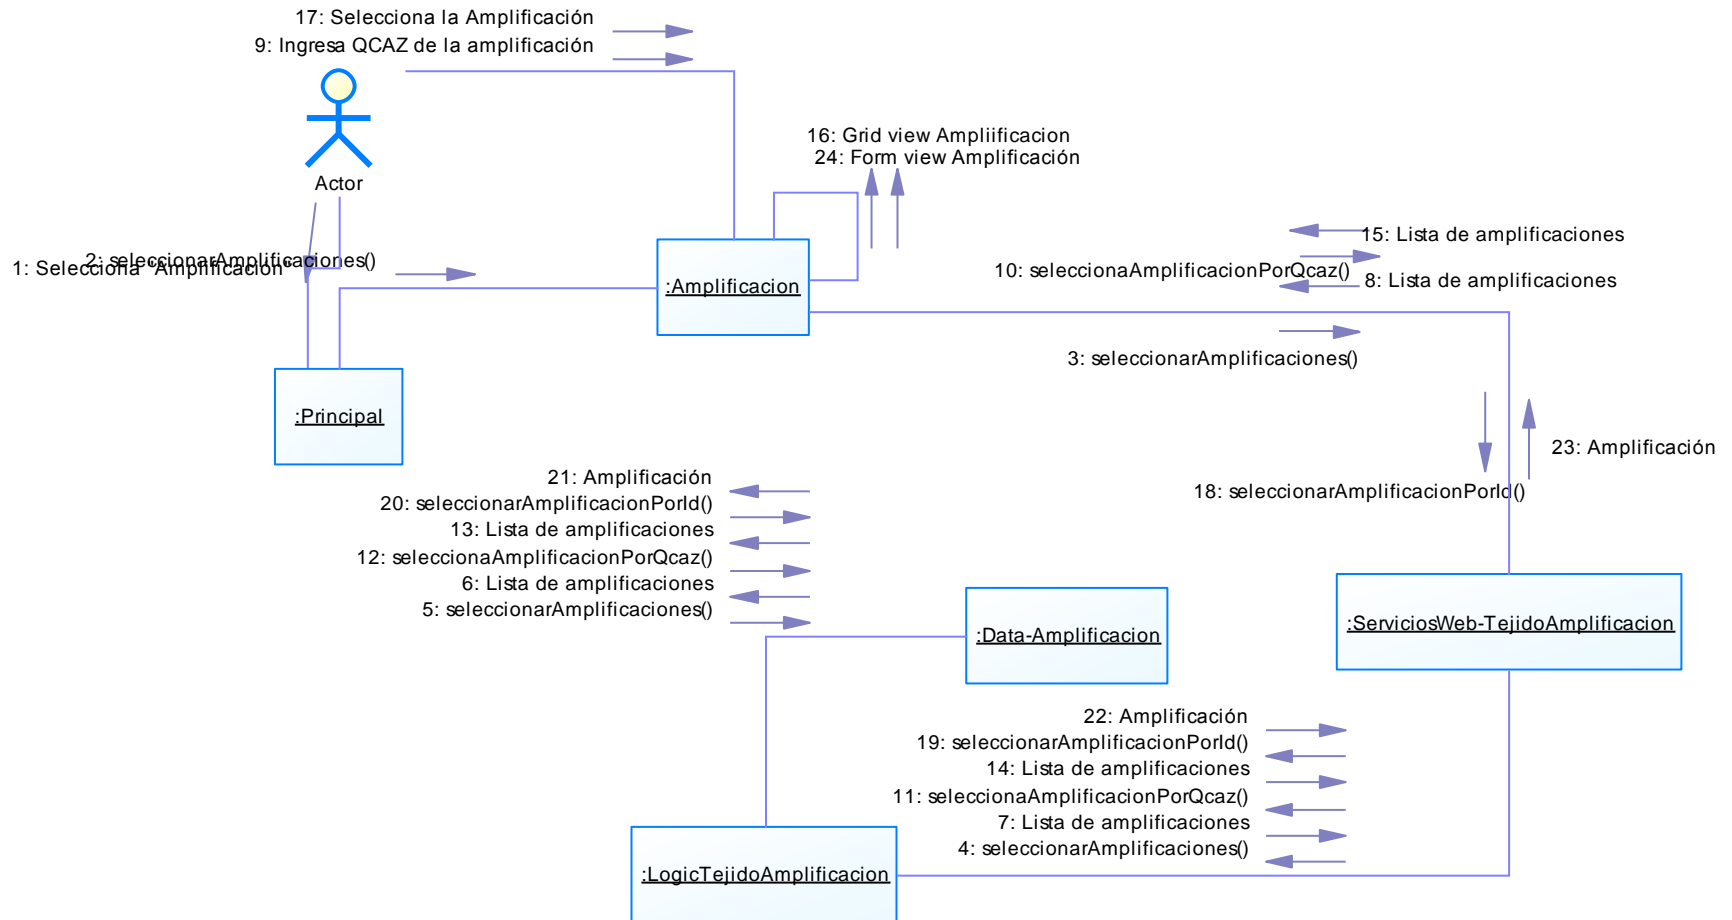 17: Selecciona la Amplificación
9: Ingresa QCAZ de la amplificación
16: Grid view Ampliificacion
24: Form view Amplificación
Actor
2: seleccionarAmplificaciones()
1: Selecciona "Amplificación"
15: Lista de amplificaciones
10: seleccionaAmplificacionPorQcaz()
8: Lista de amplificaciones
:Amplificacion
3: seleccionarAmplificaciones()
:Principal
23: Amplificación
18: seleccionarAmplificacionPorId()
21: Amplificación
20: seleccionarAmplificacionPorId()
13: Lista de amplificaciones
12: seleccionaAmplificacionPorQcaz()
6: Lista de amplificaciones
5: seleccionarAmplificaciones()
:Data-Amplificacion
:ServiciosWeb-TejidoAmplificacion
22: Amplificación
19: seleccionarAmplificacionPorId()
14: Lista de amplificaciones
11: seleccionaAmplificacionPorQcaz()
7: Lista de amplificaciones
4: seleccionarAmplificaciones()
:LogicTejidoAmplificacion